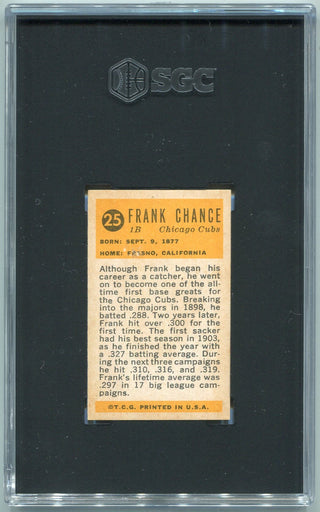 SGC
25 FRANK CHANCE
1B Chicago Cubs
BORN: SEPT. 9, 1877
HOME: FRESNO, CALIFORNIA
Although Frank began his
career as a catcher, he went
on to become one of the all-
time first base greats for
the Chicago Cubs. Breaking
into the majors in 1898, he
batted .288. Two years later,
Frank hit over .300 for the
first time. The first sacker
had his best season in 1903,
as he finished the year with
a .327 batting average. Dur-
ing the next three campaigns
he hit .310, .316, and .319.
Frank's lifetime average was
.297 in 17 big league cam-
paigns.
©T.C.G. PRINTED IN U.S.A.